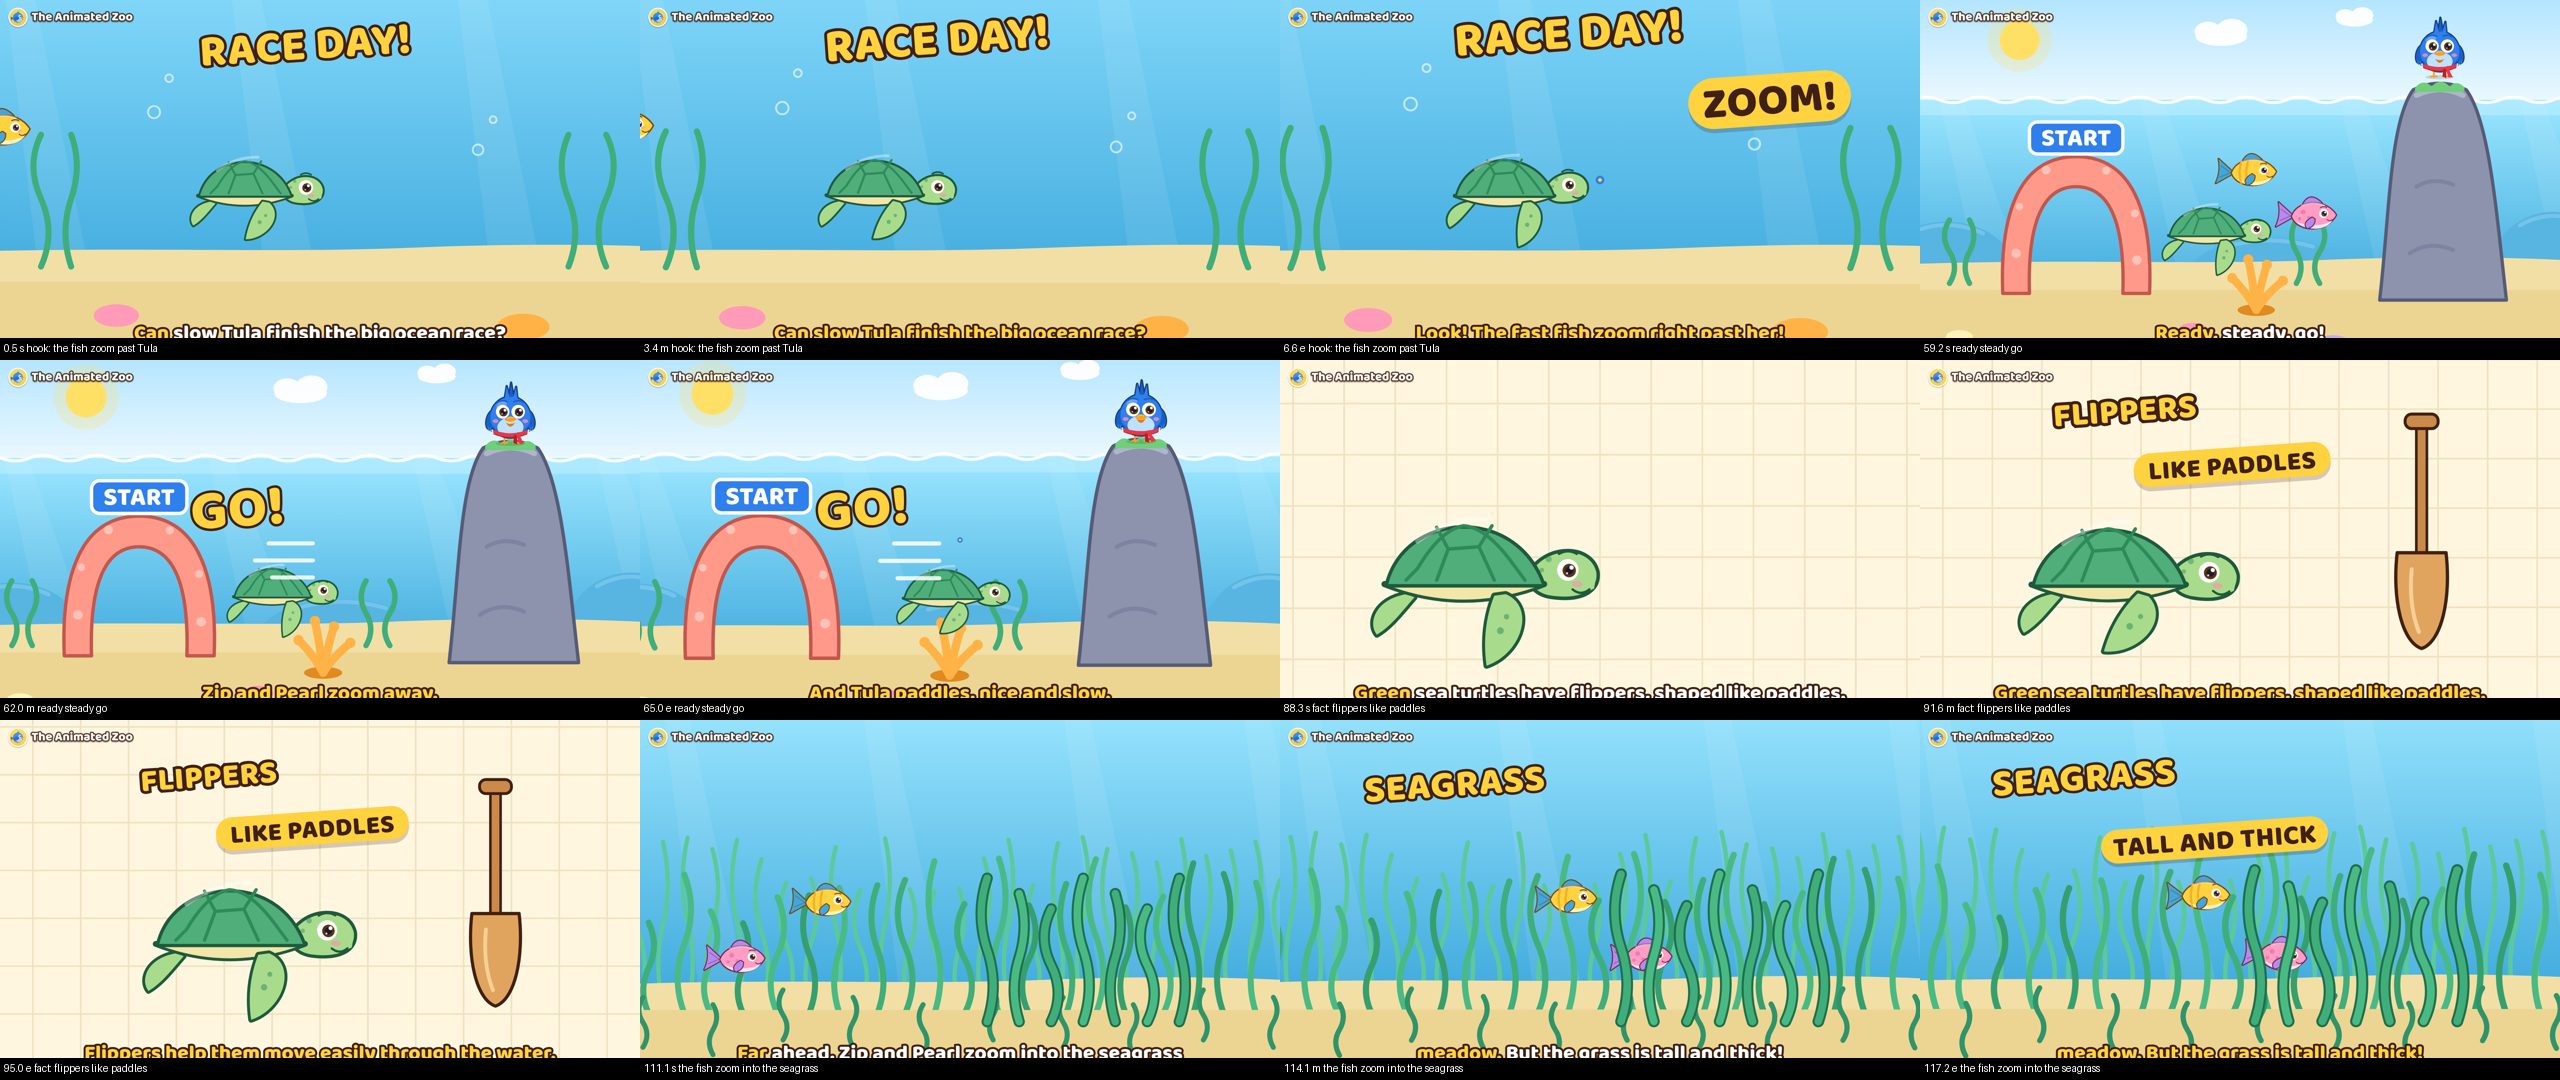 The Animated Zoo
RACE DAY!
Can slow Tula finish the big ocean race?
0.5 s hook: the fish zoom past Tula
The Animated Zoo
RACE DAY!
Can slow Tula finish the big ocean race?
3.4 m hook: the fish zoom past Tula
The Animated Zoo
RACE DAY!
ZOOM!
Look! The fast fish zoom right past her!
6.6 e hook: the fish zoom past Tula
The Animated Zoo
START
Ready, steady, go!
59.2 s ready steady go
The Animated Zoo
START
GO!
Zip and Pearl zoom away.
62.0 m ready steady go
The Animated Zoo
START
GO!
And Tula paddles, nice and slow.
65.0 e ready steady go
The Animated Zoo
Green sea turtles have flippers, shaped like paddles.
88.3 s fact: flippers like paddles
The Animated Zoo
FLIPPERS
LIKE PADDLES
Green sea turtles have flippers, shaped like paddles.
91.6 m fact: flippers like paddles
The Animated Zoo
FLIPPERS
LIKE PADDLES
Flippers help them move easily through the water.
95.0 e fact: flippers like paddles
The Animated Zoo
Far ahead, Zip and Pearl zoom into the seagrass
111.1 s the fish zoom into the seagrass
The Animated Zoo
SEAGRASS
meadow. But the grass is tall and thick!
114.1 m the fish zoom into the seagrass
The Animated Zoo
SEAGRASS
TALL AND THICK
meadow. But the grass is tall and thick!
117.2 e the fish zoom into the seagrass